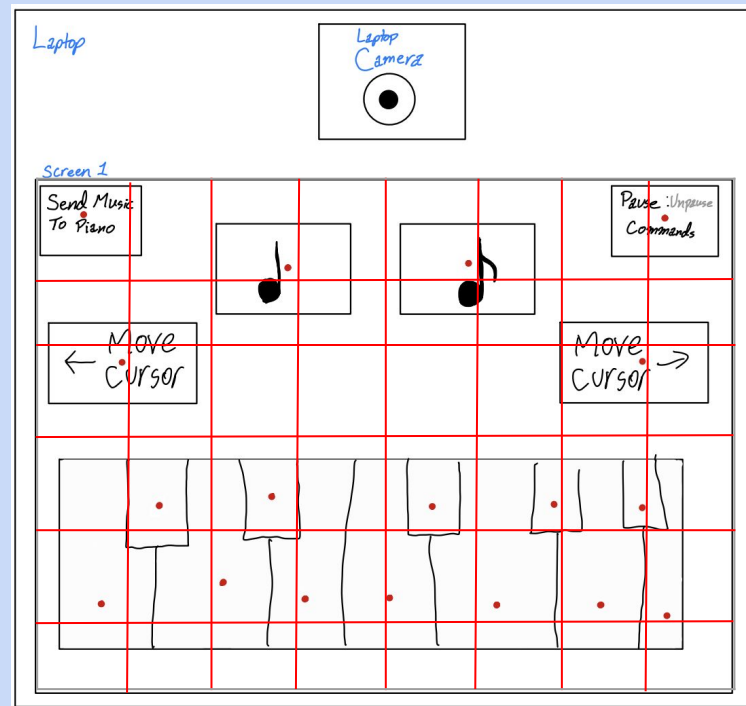 Laptop
Laptop
Camera
Screen 1
Send Music
To Piano
Pause :Unpause
Commands
← Move
Cursor
Move →
Cursor